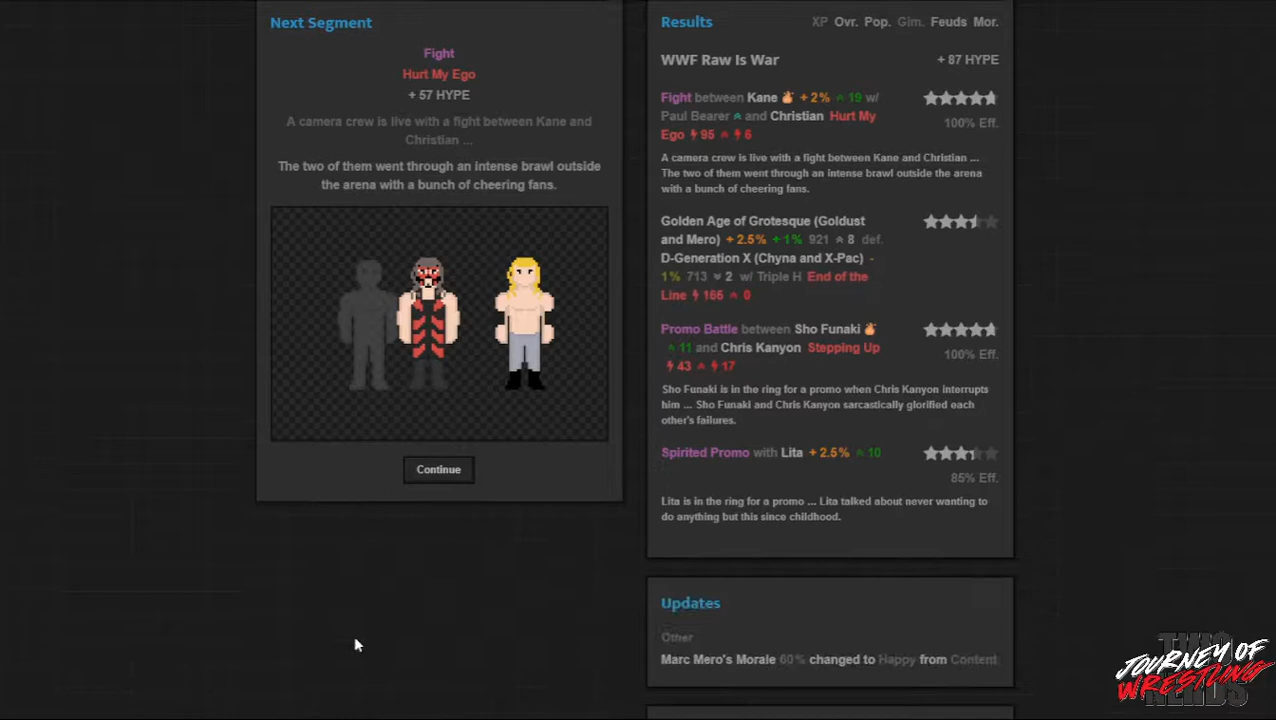 Next Segment
Fight
Hurt My Ego
+ 57 HYPE
A camera crew is live with a fight between Kane and
Christian ...
The two of them went through an intense brawl outside
the arena with a bunch of cheering fans.
Continue
Results
XP Ovr. Pop. Gim. Feuds Mor.
WWF Raw Is War + 87 HYPE
Fight between Kane + 2% 19 w/
Paul Bearer and Christian Hurt My
Ego 95 6
100% Eff.
A camera crew is live with a fight between Kane and Christian ...
The two of them went through an intense brawl outside the arena
with a bunch of cheering fans.
Golden Age of Grotesque (Goldust
and Mero) + 2.5% + 1% 921 8 def.
D-Generation X (Chyna and X-Pac) -
1% 713 2 w/ Triple H End of the
Line 165 0
Promo Battle between Sho Funaki
11 and Chris Kanyon Stepping Up
43 17
100% Eff.
Sho Funaki is in the ring for a promo when Chris Kanyon interrupts
him ... Sho Funaki and Chris Kanyon sarcastically glorified each
other's failures.
Spirited Promo with Lita + 2.5% 10
85% Eff.
Lita is in the ring for a promo ... Lita talked about never wanting to
do anything but this since childhood.
Updates
Other
Marc Mero's Morale 60% changed to Happy from Content
JOURNEY OF
WRESTLING